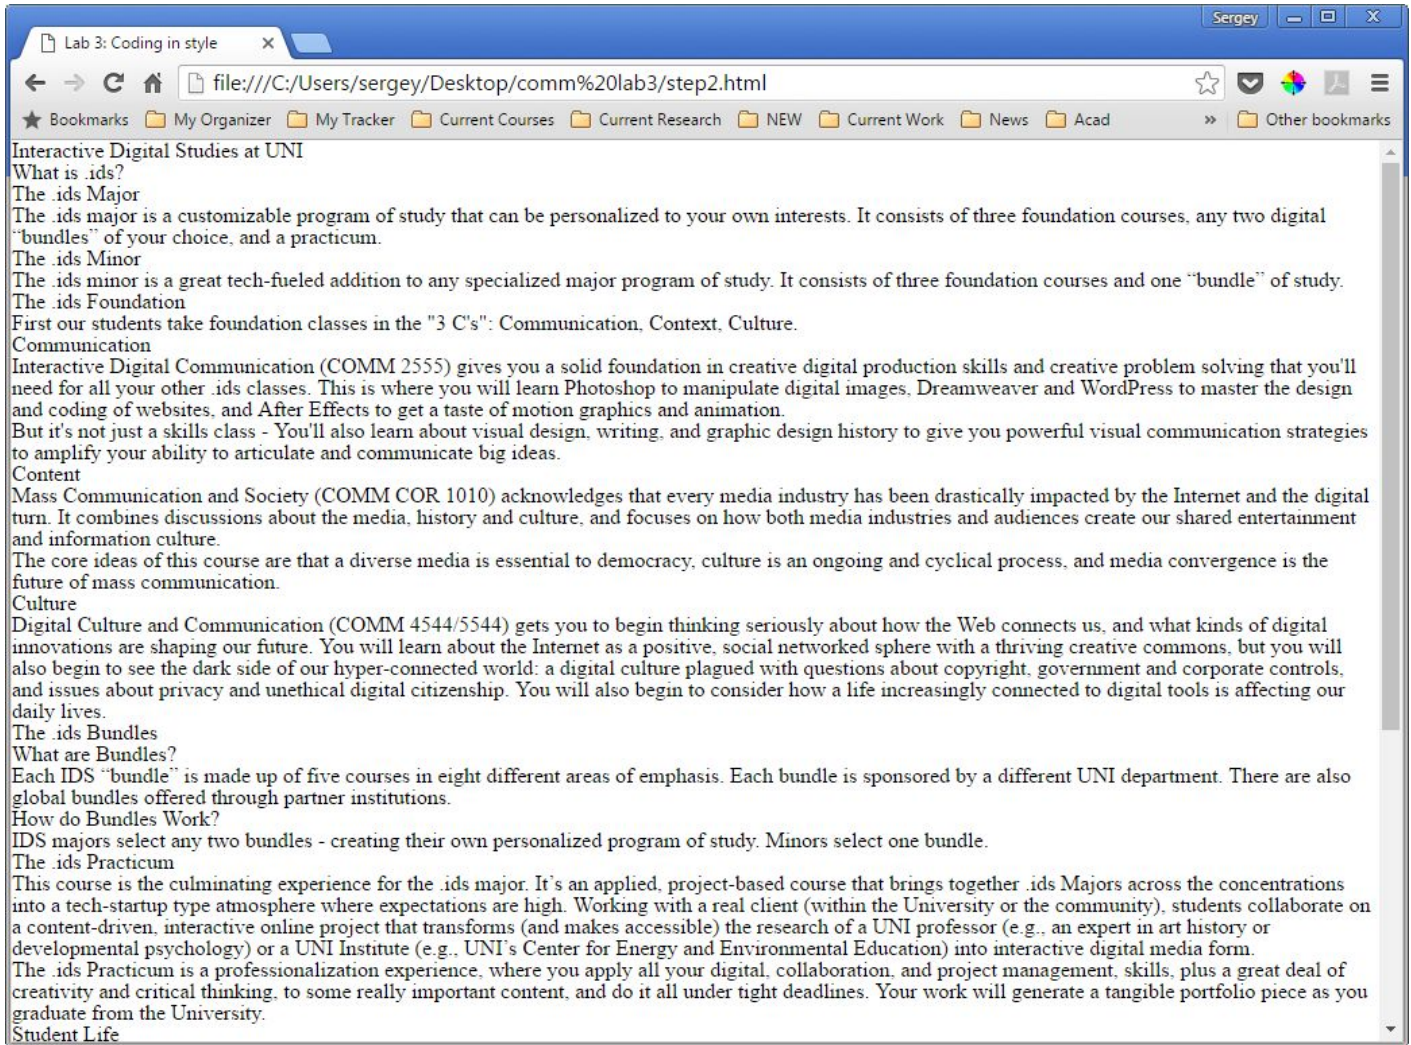 Sergey
Lab 3: Coding in style
file:///C:/Users/sergey/Desktop/comm%20lab3/step2.html
Bookmarks My Organizer My Tracker Current Courses Current Research NEW Current Work News Acad » Other bookmarks
Interactive Digital Studies at UNI
What is .ids?
The .ids Major
The .ids major is a customizable program of study that can be personalized to your own interests. It consists of three foundation courses, any two digital
“bundles” of your choice, and a practicum.
The .ids Minor
The .ids minor is a great tech-fueled addition to any specialized major program of study. It consists of three foundation courses and one “bundle” of study.
The .ids Foundation
First our students take foundation classes in the "3 C's": Communication, Context, Culture.
Communication
Interactive Digital Communication (COMM 2555) gives you a solid foundation in creative digital production skills and creative problem solving that you'll
need for all your other .ids classes. This is where you will learn Photoshop to manipulate digital images, Dreamweaver and WordPress to master the design
and coding of websites, and After Effects to get a taste of motion graphics and animation.
But it's not just a skills class - You'll also learn about visual design, writing, and graphic design history to give you powerful visual communication strategies
to amplify your ability to articulate and communicate big ideas.
Content
Mass Communication and Society (COMM COR 1010) acknowledges that every media industry has been drastically impacted by the Internet and the digital
turn. It combines discussions about the media, history and culture, and focuses on how both media industries and audiences create our shared entertainment
and information culture.
The core ideas of this course are that a diverse media is essential to democracy, culture is an ongoing and cyclical process, and media convergence is the
future of mass communication.
Culture
Digital Culture and Communication (COMM 4544/5544) gets you to begin thinking seriously about how the Web connects us, and what kinds of digital
innovations are shaping our future. You will learn about the Internet as a positive, social networked sphere with a thriving creative commons, but you will
also begin to see the dark side of our hyper-connected world: a digital culture plagued with questions about copyright, government and corporate controls,
and issues about privacy and unethical digital citizenship. You will also begin to consider how a life increasingly connected to digital tools is affecting our
daily lives.
The .ids Bundles
What are Bundles?
Each IDS “bundle” is made up of five courses in eight different areas of emphasis. Each bundle is sponsored by a different UNI department. There are also
global bundles offered through partner institutions.
How do Bundles Work?
IDS majors select any two bundles - creating their own personalized program of study. Minors select one bundle.
The .ids Practicum
This course is the culminating experience for the .ids major. It’s an applied, project-based course that brings together .ids Majors across the concentrations
into a tech-startup type atmosphere where expectations are high. Working with a real client (within the University or the community), students collaborate on
a content-driven, interactive online project that transforms (and makes accessible) the research of a UNI professor (e.g., an expert in art history or
developmental psychology) or a UNI Institute (e.g., UNI’s Center for Energy and Environmental Education) into interactive digital media form.
The .ids Practicum is a professionalization experience, where you apply all your digital, collaboration, and project management, skills, plus a great deal of
creativity and critical thinking, to some really important content, and do it all under tight deadlines. Your work will generate a tangible portfolio piece as you
graduate from the University.
Student Life